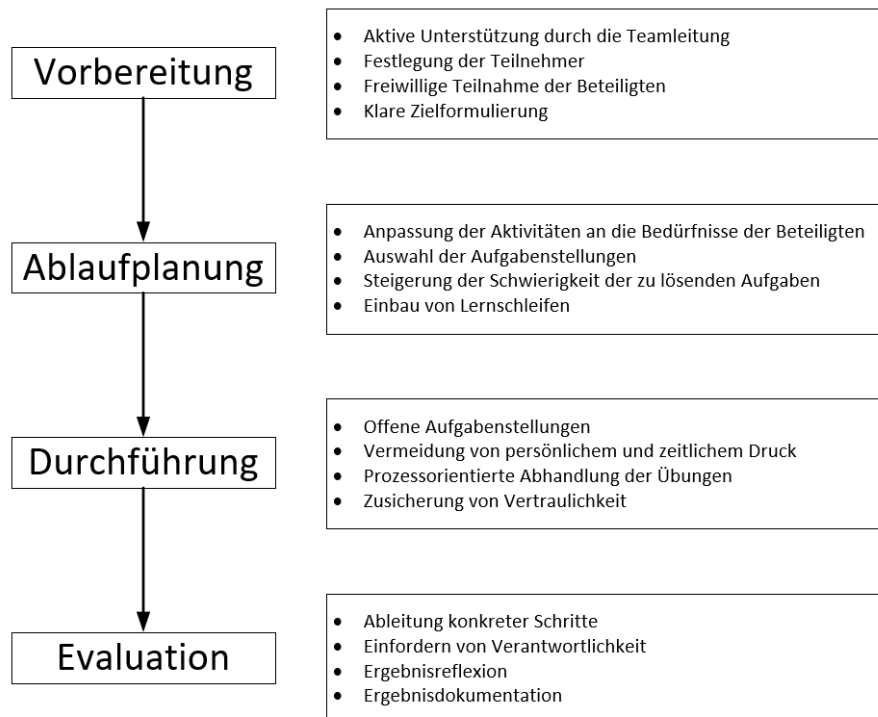 Vorbereitung
• Aktive Unterstützung durch die Teamleitung
• Festlegung der Teilnehmer
• Freiwillige Teilnahme der Beteiligten
• Klare Zielformulierung
Ablaufplanung
• Anpassung der Aktivitäten an die Bedürfnisse der Beteiligten
• Auswahl der Aufgabenstellungen
• Steigerung der Schwierigkeit der zu lösenden Aufgaben
• Einbau von Lernschleifen
Durchführung
• Offene Aufgabenstellungen
• Vermeidung von persönlichem und zeitlichem Druck
• Prozessorientierte Abhandlung der Übungen
• Zusicherung von Vertraulichkeit
Evaluation
• Ableitung konkreter Schritte
• Einfordern von Verantwortlichkeit
• Ergebnisreflexion
• Ergebnisdokumentation